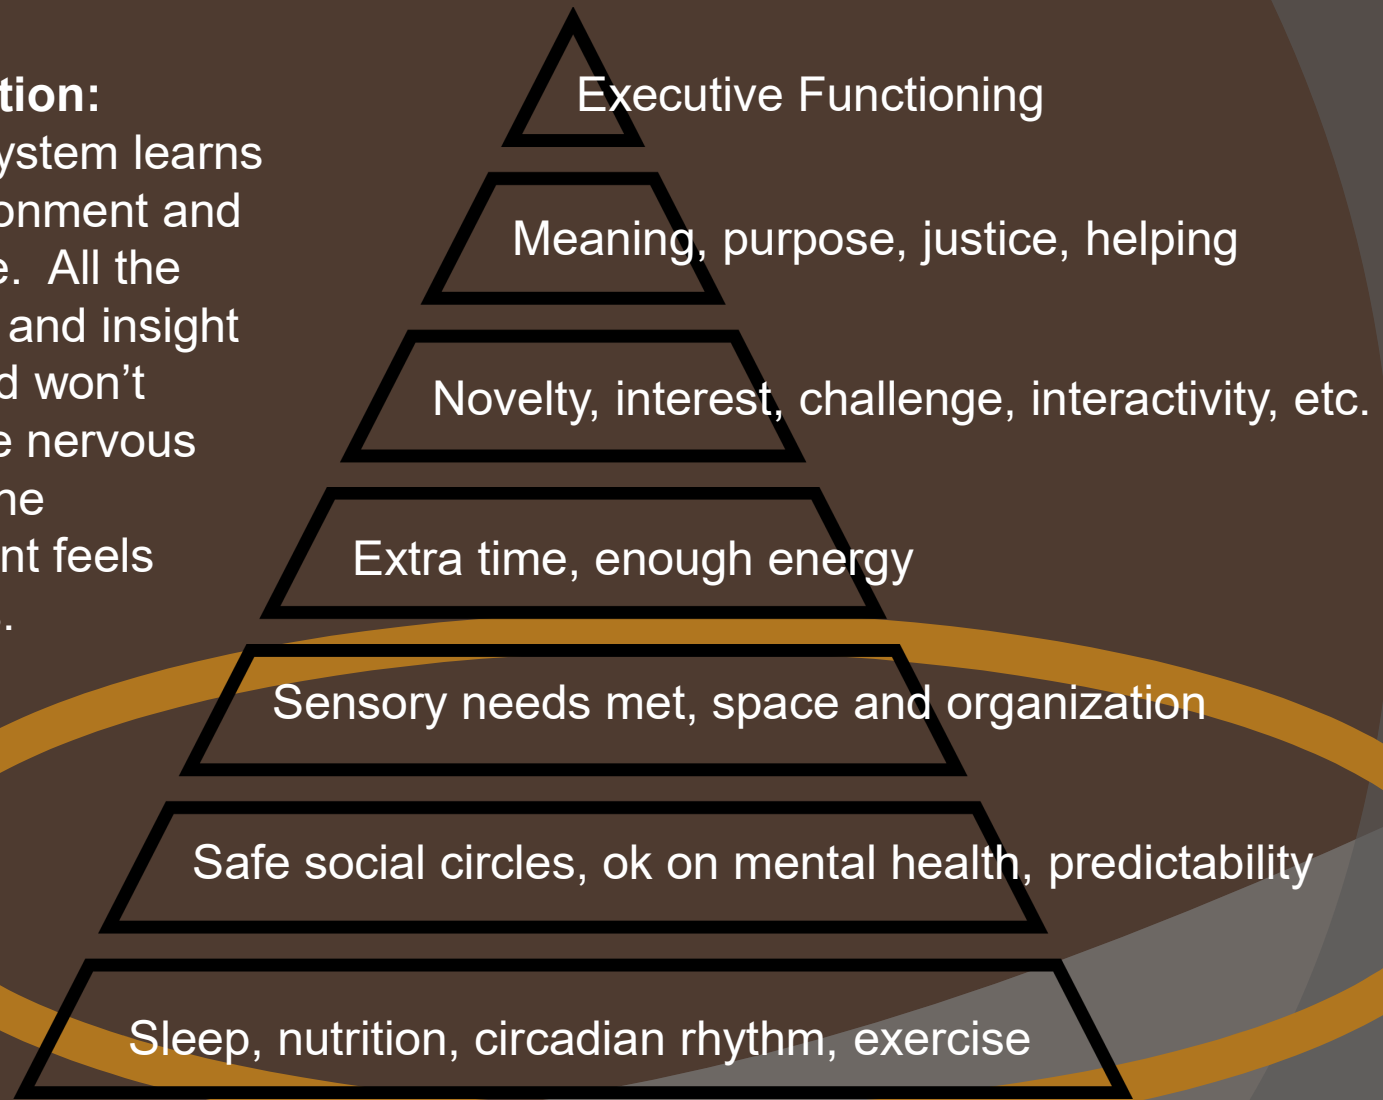 tion:
ystem learns
onment and
e.  All the
and insight
d won’t
e nervous
ne
nt feels
.
Executive Functioning
Meaning, purpose, justice, helping
Novelty, interest, challenge, interactivity, etc.
Extra time, enough energy
Sensory needs met, space and organization
Safe social circles, ok on mental health, predictability
Sleep, nutrition, circadian rhythm, exercise